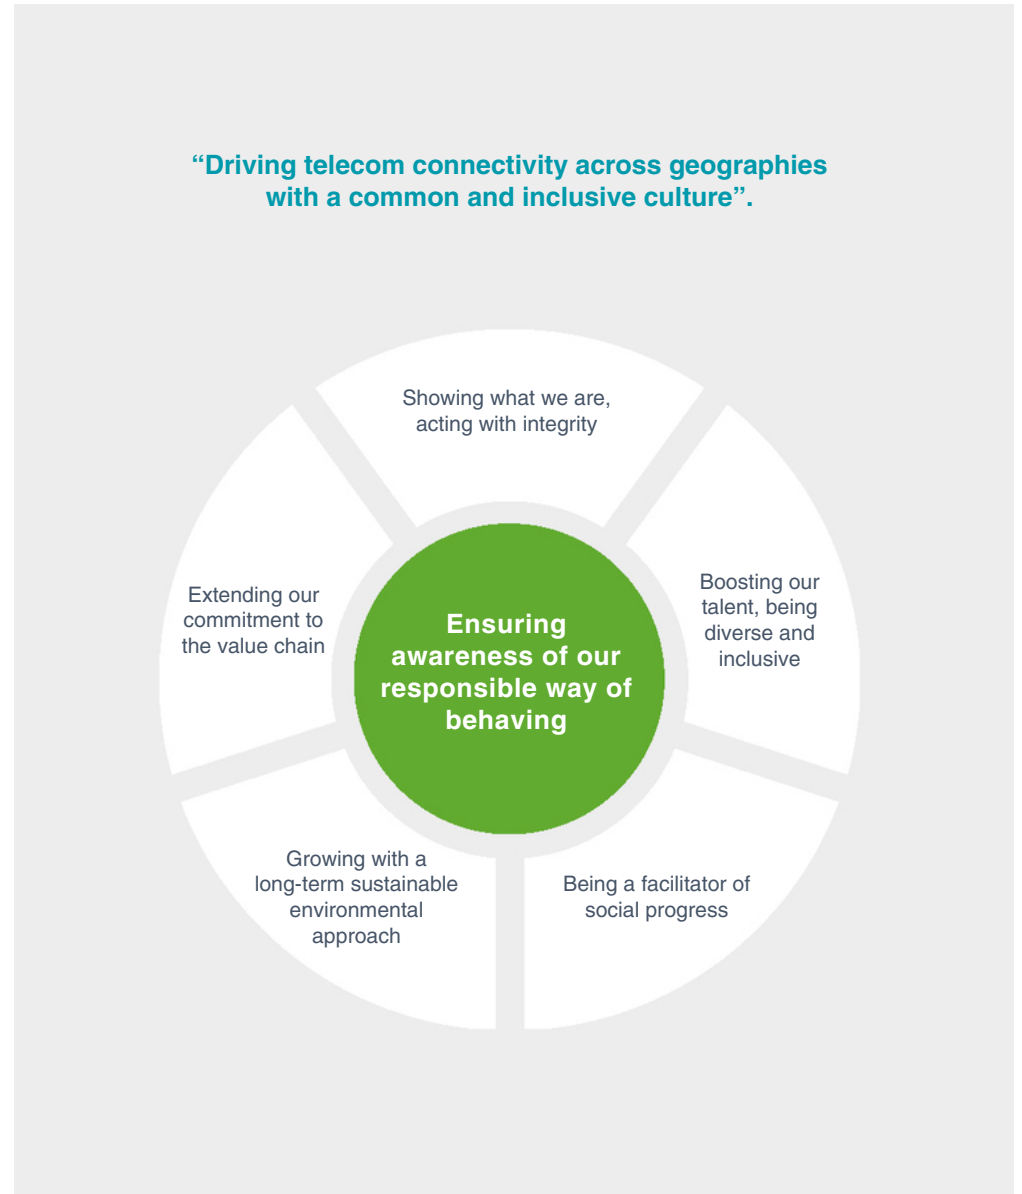 “Driving telecom connectivity across geographies
with a common and inclusive culture”.
Showing what we are,
acting with integrity
Boosting our
talent, being
diverse and
inclusive
Being a facilitator of
social progress
Growing with a
long-term sustainable
environmental
approach
Extending our
commitment to
the value chain
Ensuring
awareness of our
responsible way of
behaving